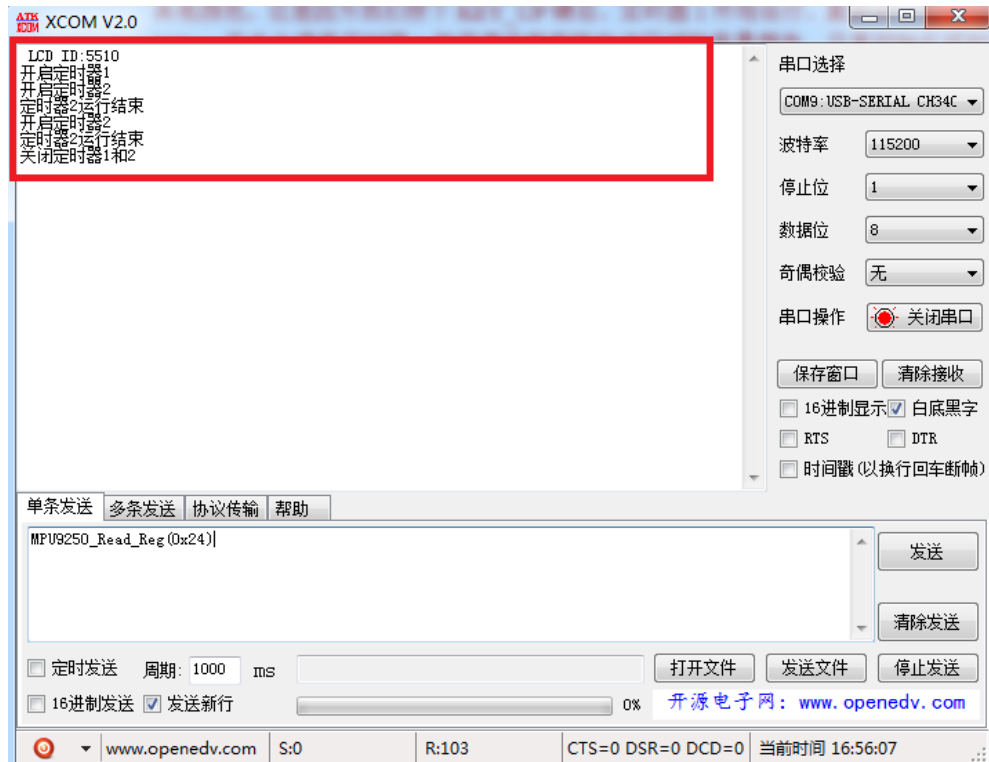 ATK XCOM XCOM V2.0
LCD ID:5510
开启定时器1
开启定时器2
定时器2运行结束
开启定时器2
定时器2运行结束
关闭定时器1和2
串口选择
COM9:USB-SERIAL CH34C
波特率 115200
停止位 1
数据位 8
奇偶校验 无
串口操作 关闭串口
保存窗口 清除接收
16进制显示 白底黑字
RTS DTR
时间戳(以换行回车断帧)
单条发送 多条发送 协议传输 帮助
MPU9250_Read_Reg(0x24)
发送
清除发送
定时发送 周期: 1000 ms 打开文件 发送文件 停止发送
16进制发送 发送新行 0% 开源电子网: www.openedv.com
www.openedv.com S:0 R:103 CTS=0 DSR=0 DCD=0 当前时间 16:56:07